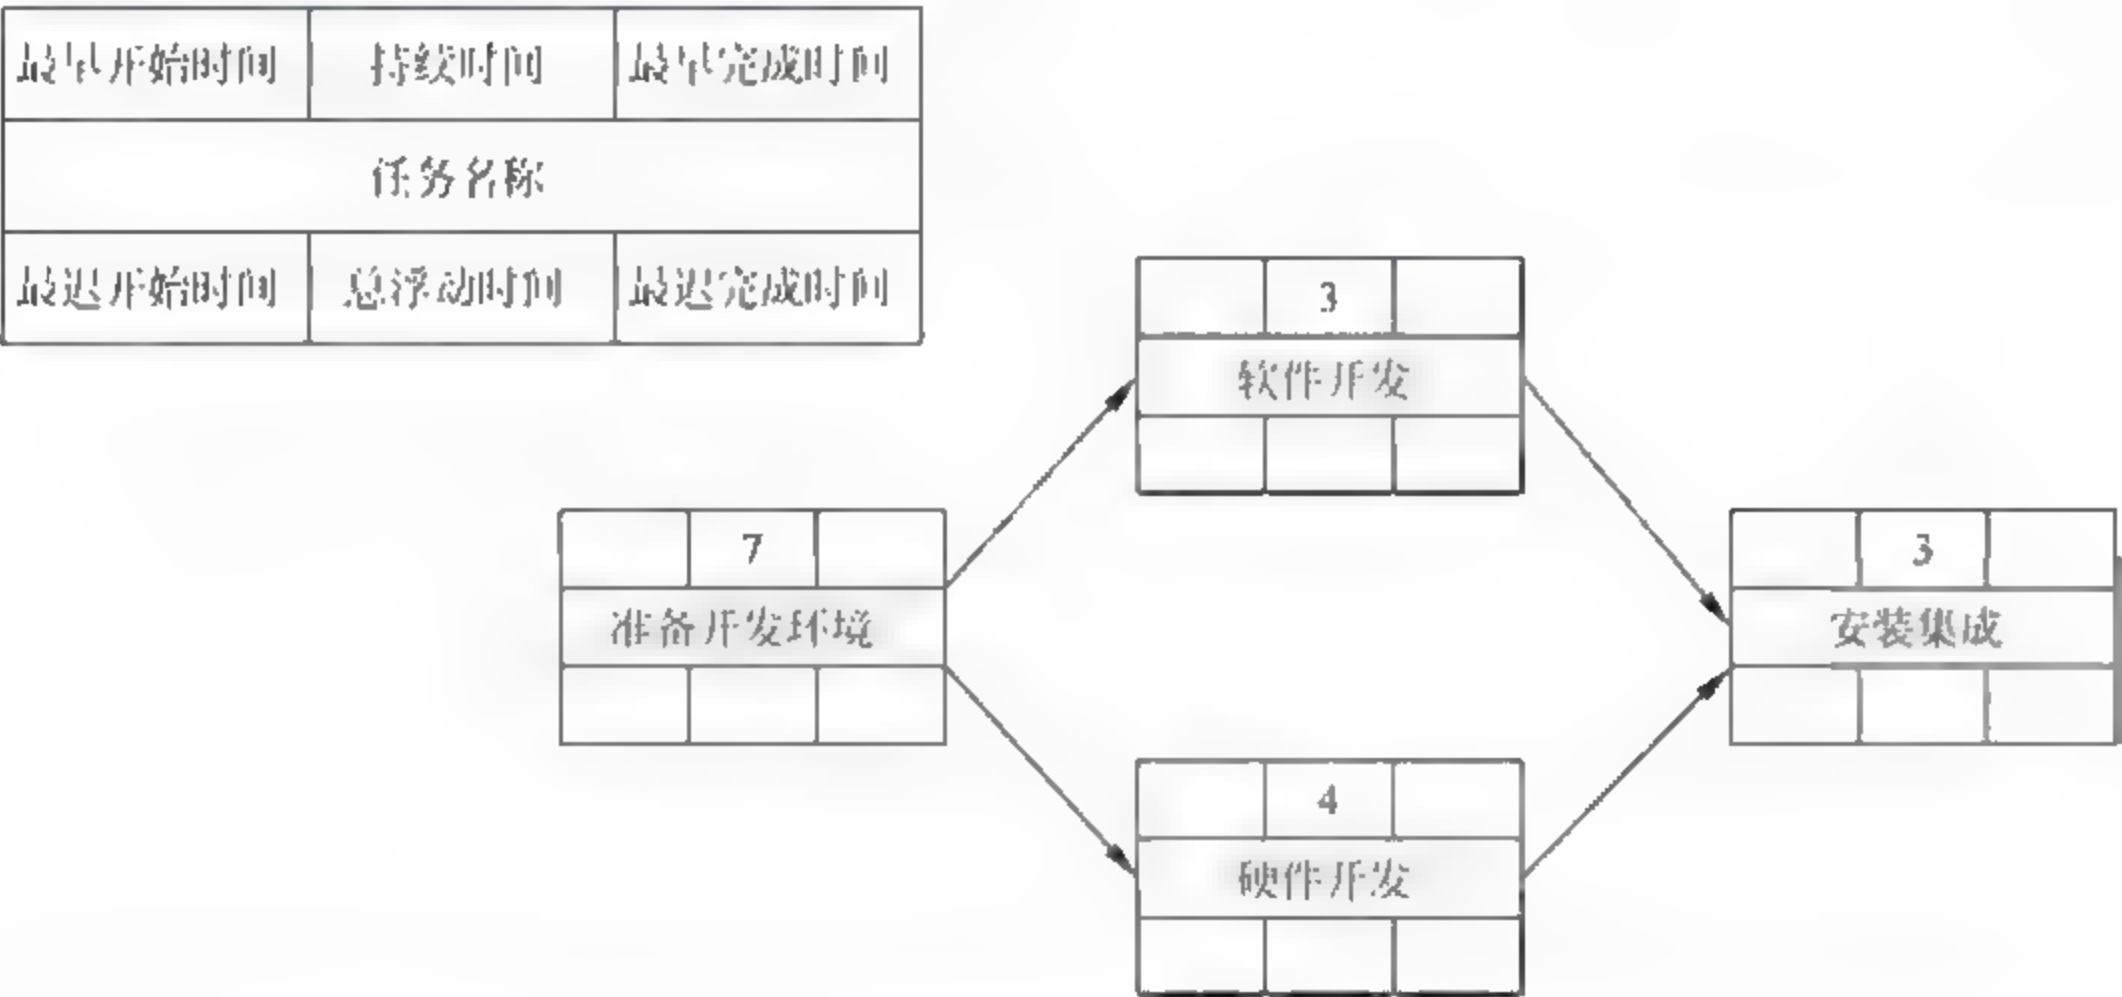 最早开始时间 持续时间 最早完成时间
任务名称
最迟开始时间 总浮动时间 最迟完成时间
3
软件开发
7
准备开发环境
3
安装集成
4
硬件开发